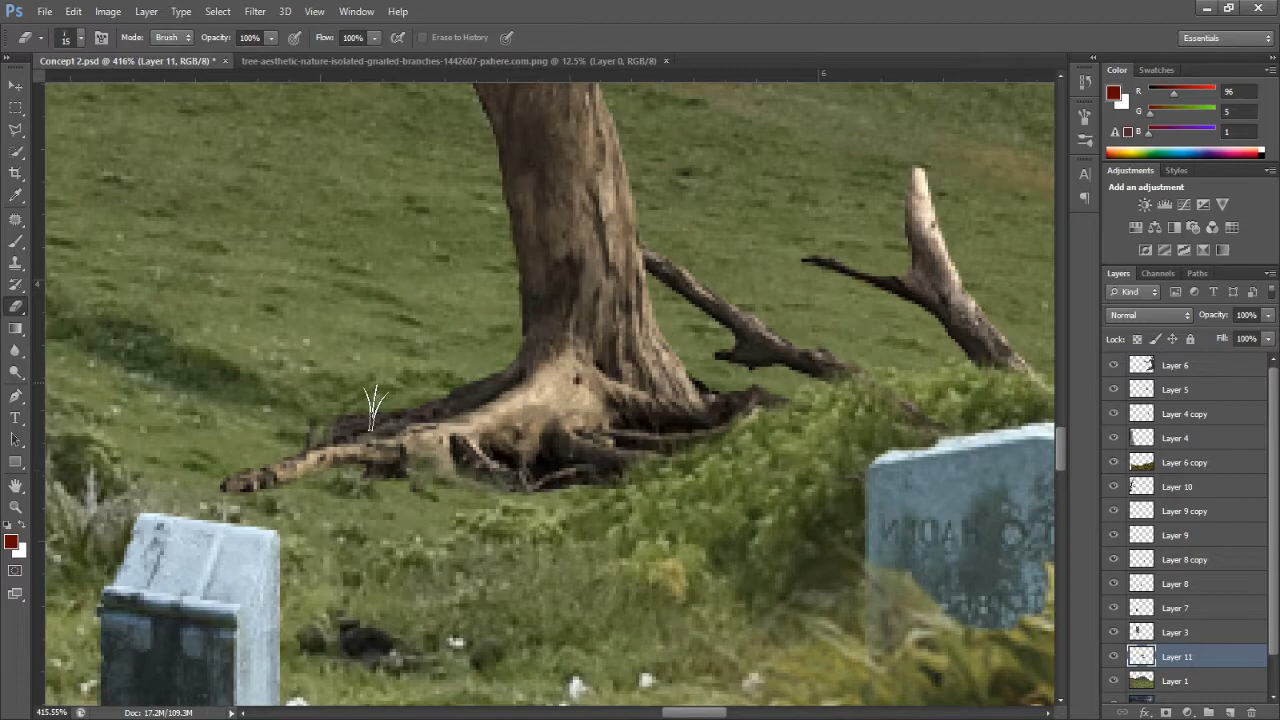 Ps File Edit Image Layer Type Select Filter 3D View Window Help
15 Mode: Brush Opacity: 100% Flow: 100% Erase to History Essentials
Concept 2.psd @ 416% (Layer 11, RGB/8) * × tree-aesthetic-nature-isolated-gnarled-branches-1442607-pxhere.com.png @ 12.5% (Layer 0, RGB/8) ×
6
4
Color Swatches
R 96
G 5
B 1
Adjustments Styles
Add an adjustment
Layers Channels Paths
Kind
Normal Opacity: 100%
Lock: Fill: 100%
Layer 6
Layer 5
Layer 4 copy
Layer 4
Layer 6 copy
Layer 10
Layer 9 copy
Layer 9
Layer 8 copy
Layer 8
Layer 7
Layer 3
Layer 11
Layer 1
415.55% Doc: 17.2M/109.3M